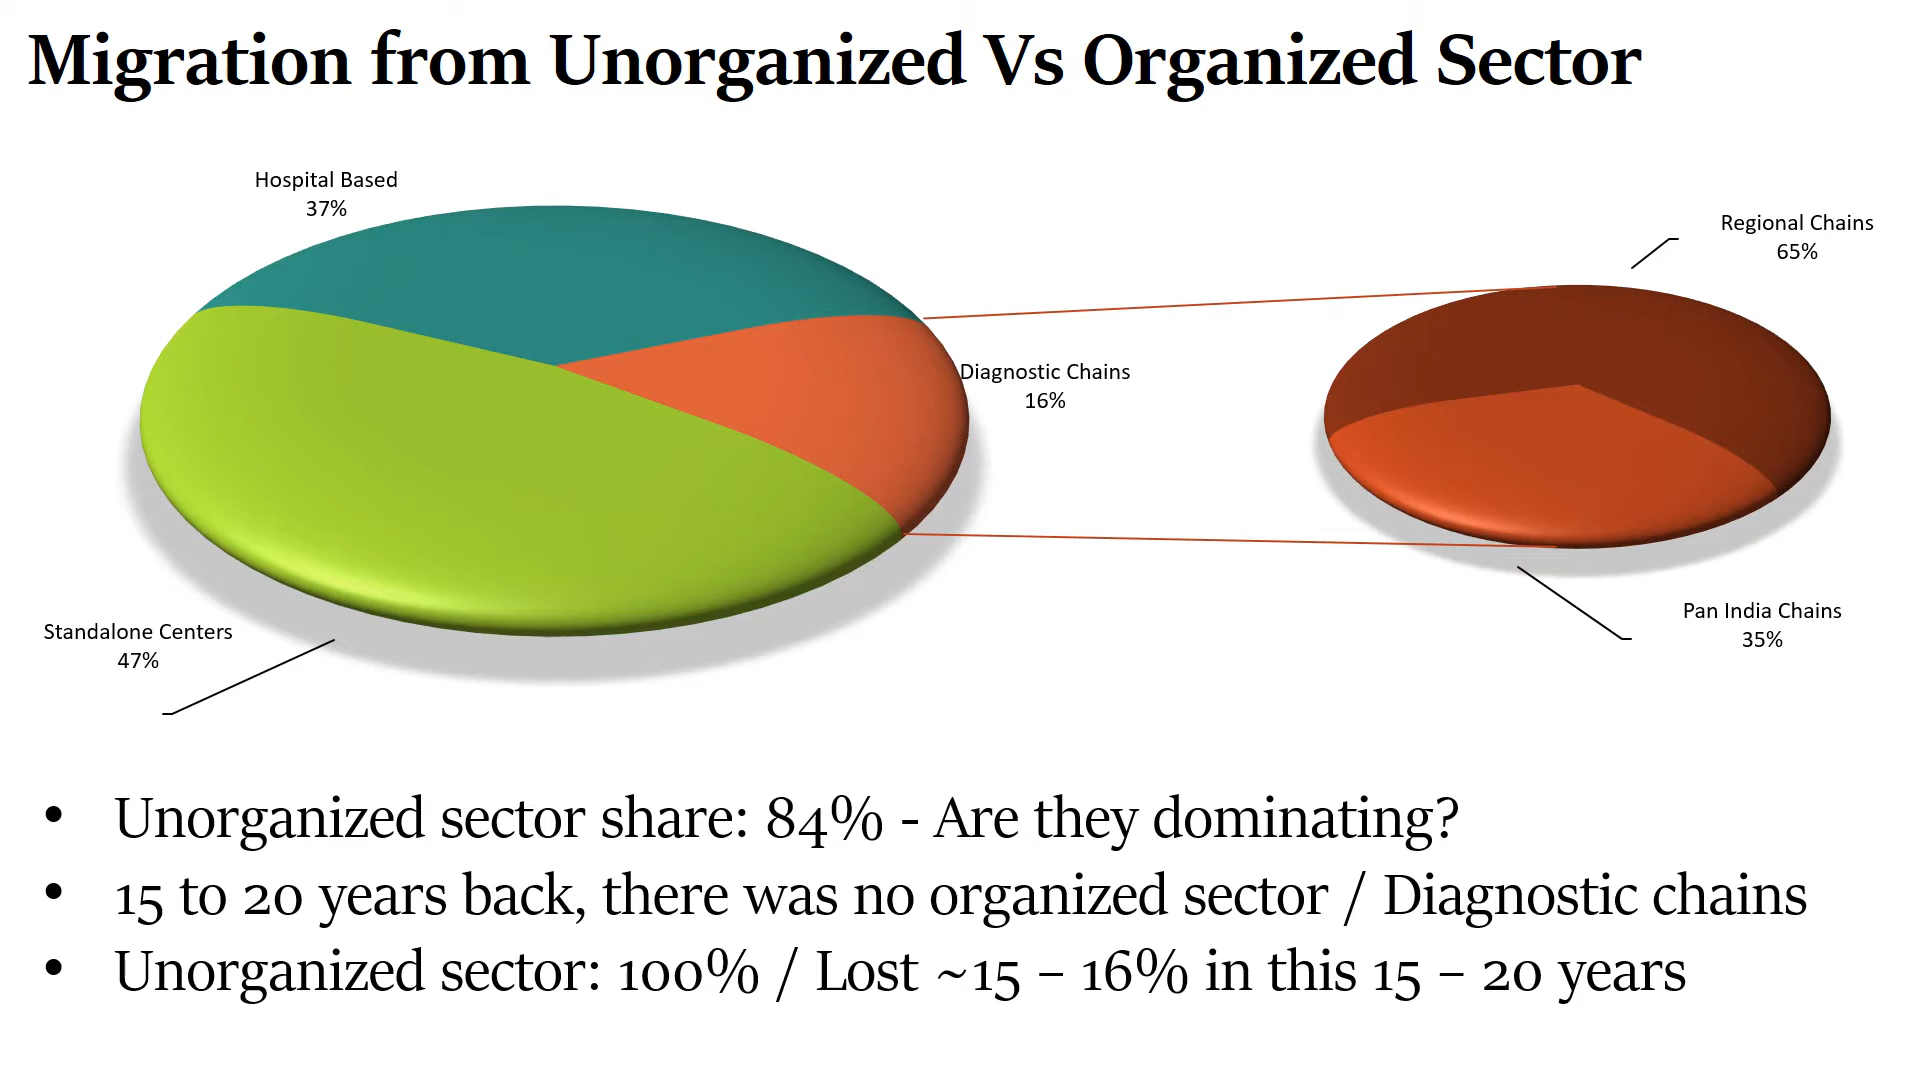 Migration from Unorganized Vs Organized Sector
Hospital Based
37%
Regional Chains
65%
Diagnostic Chains
16%
Standalone Centers
47%
Pan India Chains
35%
• Unorganized sector share: 84% - Are they dominating?
• 15 to 20 years back, there was no organized sector / Diagnostic chains
• Unorganized sector: 100% / Lost ~15 – 16% in this 15 – 20 years